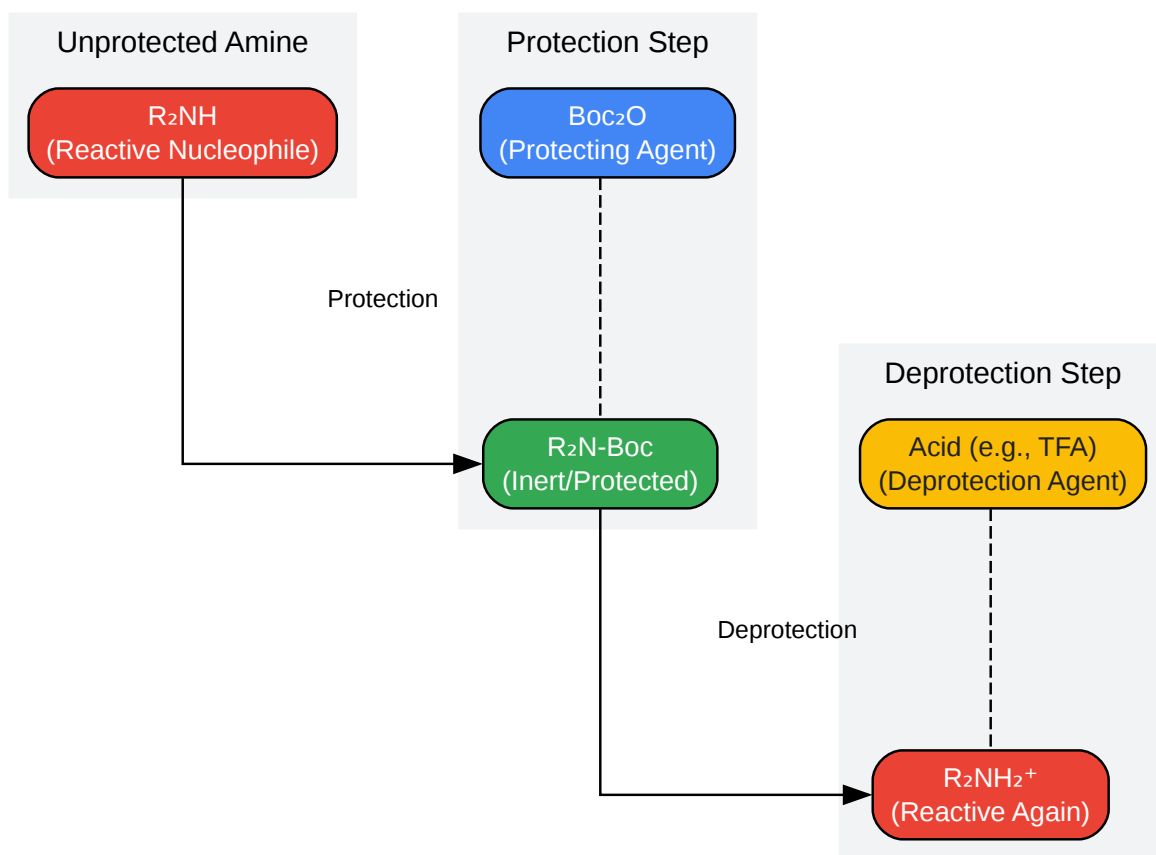 Unprotected Amine
R₂NH
(Reactive Nucleophile)
Protection Step
Boc₂O
(Protecting Agent)
Protection
R₂N-Boc
(Inert/Protected)
Deprotection Step
Acid (e.g., TFA)
(Deprotection Agent)
Deprotection
R₂NH₂⁺
(Reactive Again)